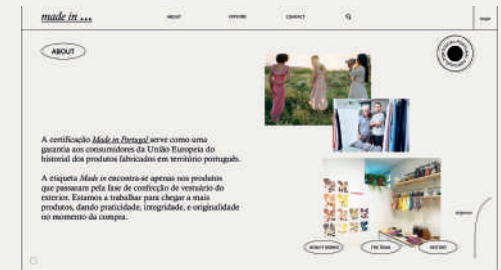 made in ...
ABOUT
EXPLORE
CONTACT
ABOUT
A certificação Made in Portugal serve como uma
garantia aos consumidores da União Europeia do
historial dos produtos fabricados em território português.
A etiqueta Made in encontra-se apenas nos produtos
que passaram pela fase de confecção de vestuário do
exterior. Estamos a trabalhar para chegar a mais
produtos, dando praticidade, integridade, e originalidade
no momento da compra.
HOW IT WORKS
THE TEAM
HISTORY